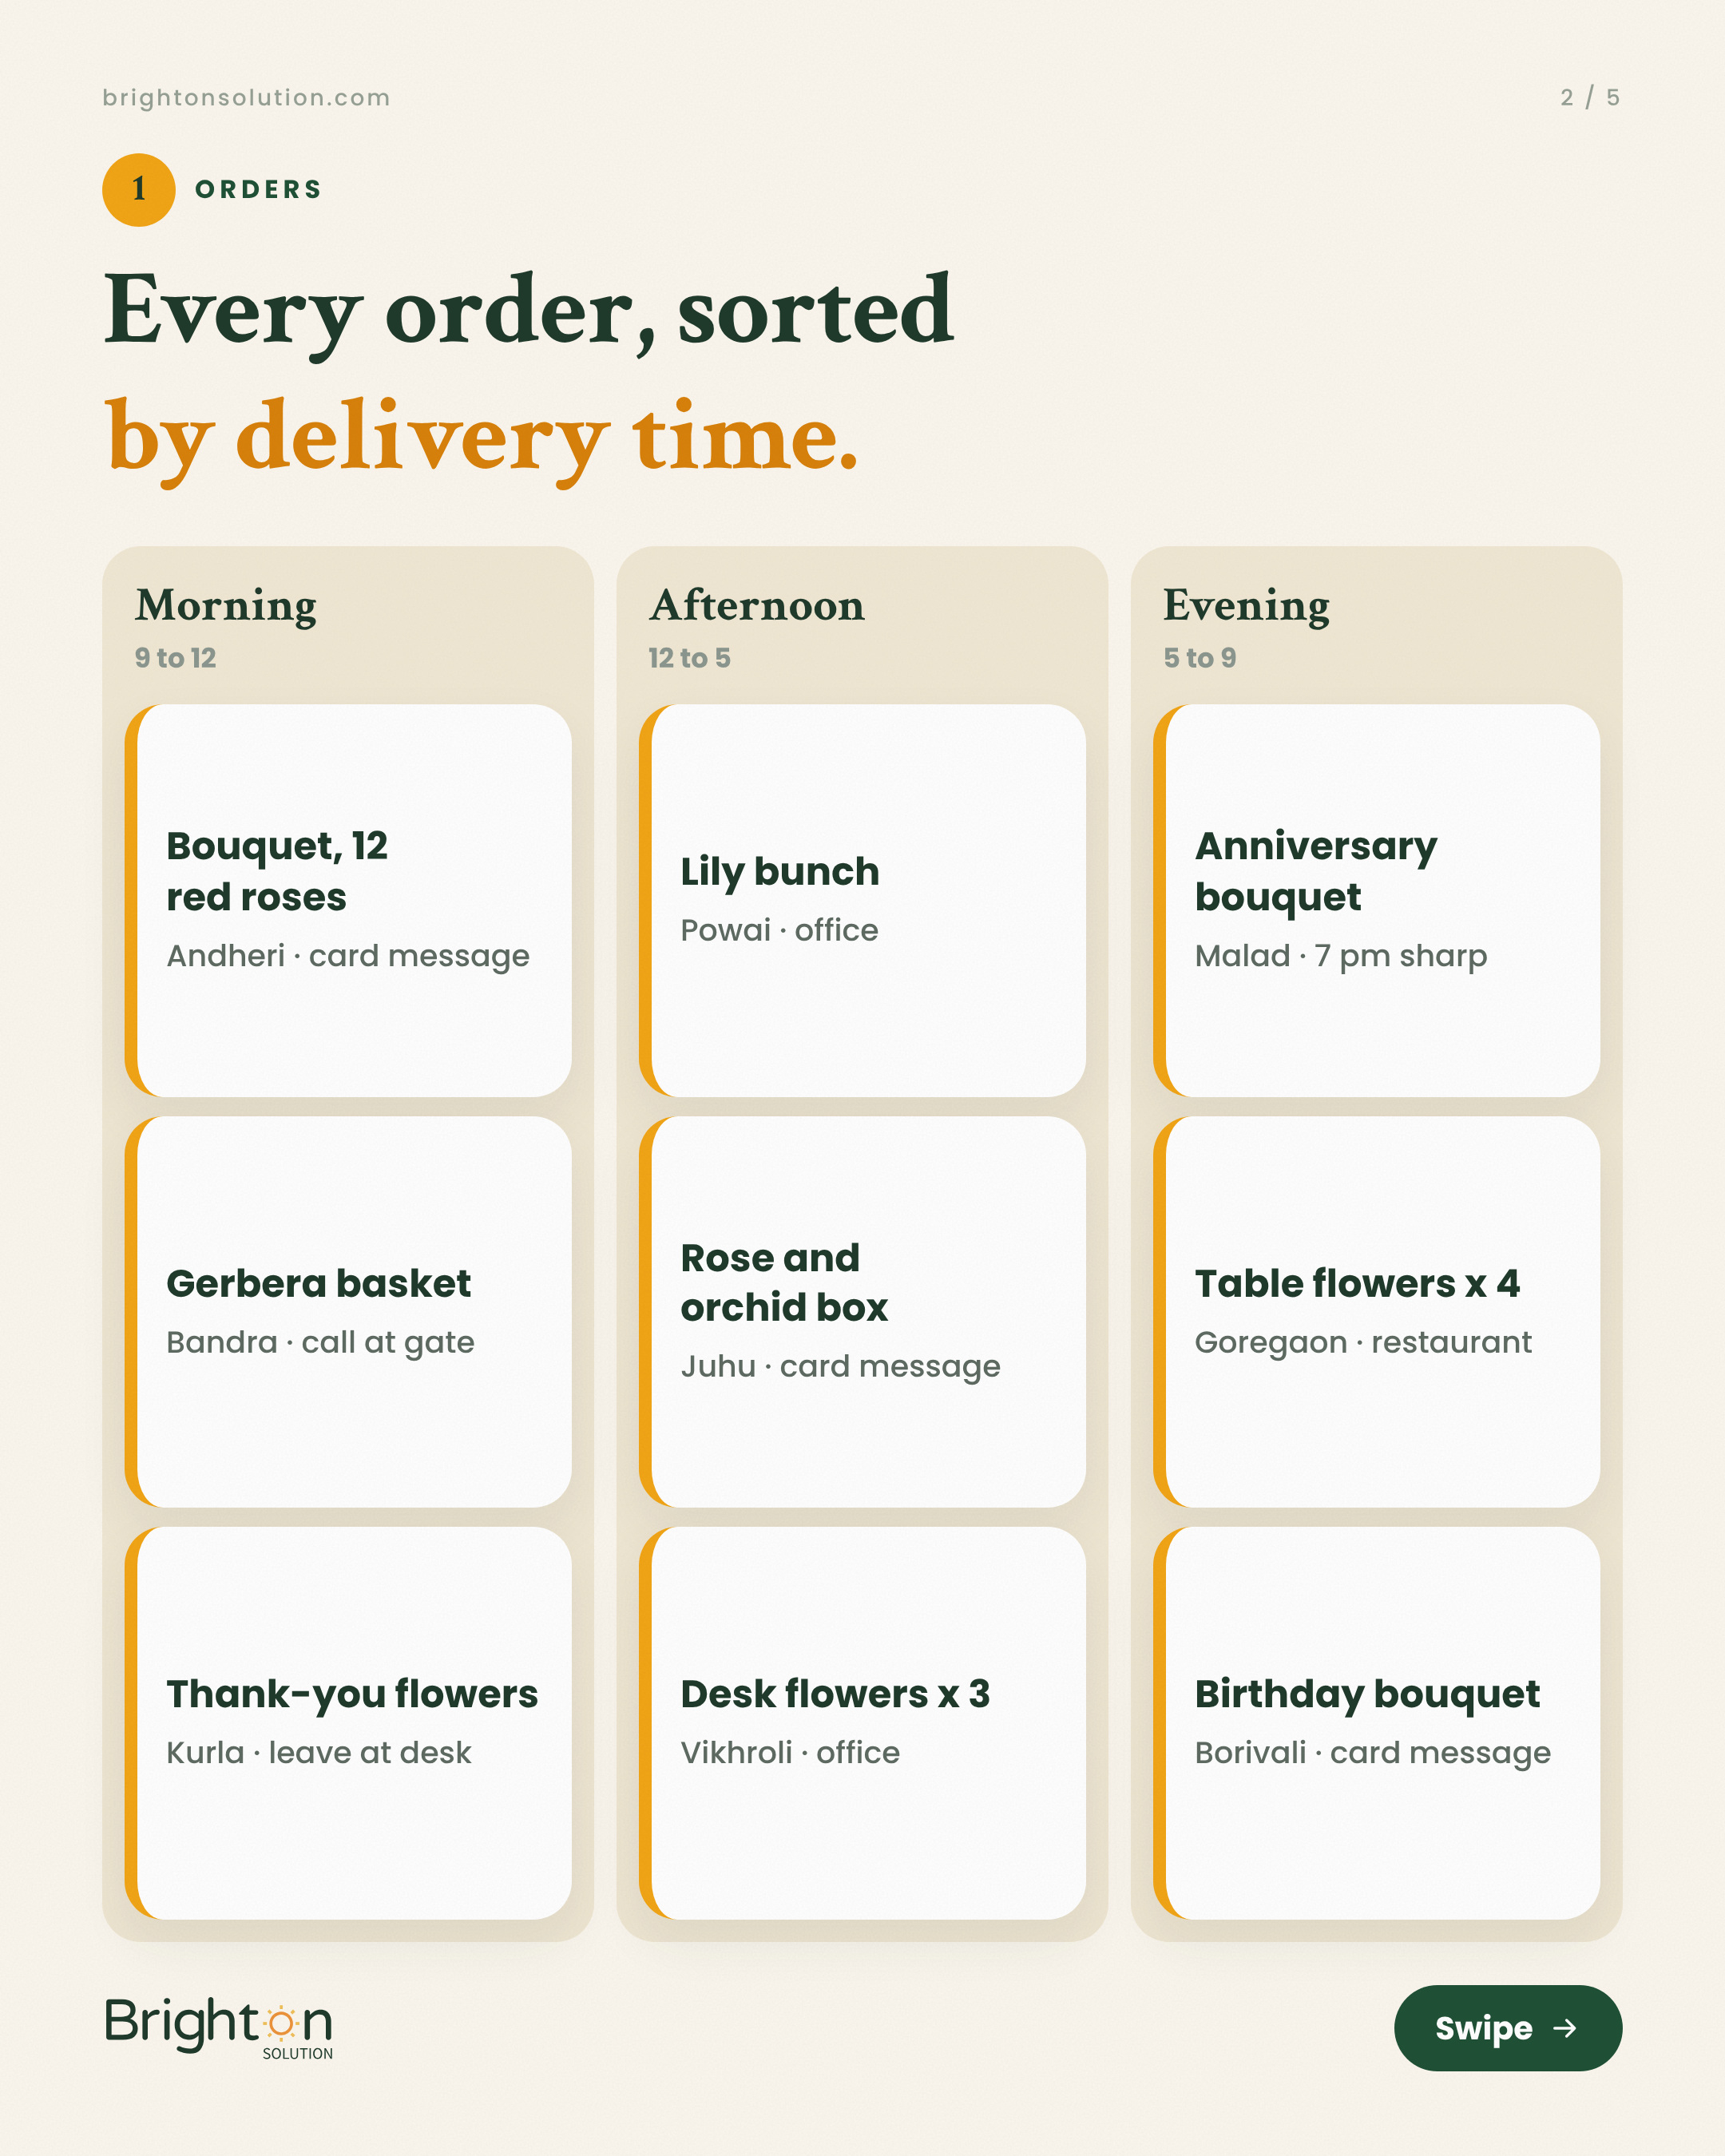 brightonsolution.com
2 / 5
1
ORDERS
Every order, sorted
by delivery time.
Morning
9 to 12
Bouquet, 12
red roses
Andheri · card message
Gerbera basket
Bandra · call at gate
Thank-you flowers
Kurla · leave at desk
Afternoon
12 to 5
Lily bunch
Powai · office
Rose and
orchid box
Juhu · card message
Desk flowers x 3
Vikhroli · office
Evening
5 to 9
Anniversary
bouquet
Malad · 7 pm sharp
Table flowers x 4
Goregaon · restaurant
Birthday bouquet
Borivali · card message
Brighton
SOLUTION
Swipe →